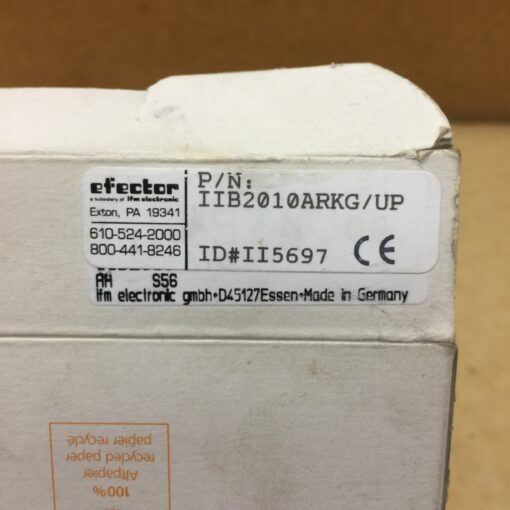 efector
a subsidiary of ifm electronic
Exton, PA 19341
610-524-2000
800-441-8246
P/N:
IIB2010ARKG/UP
ID#II5697 CE
AH S56
ifm electronic gmbh•D45127Essen•Made in Germany
100%
Altpapier
recycled paper
papier recyclé